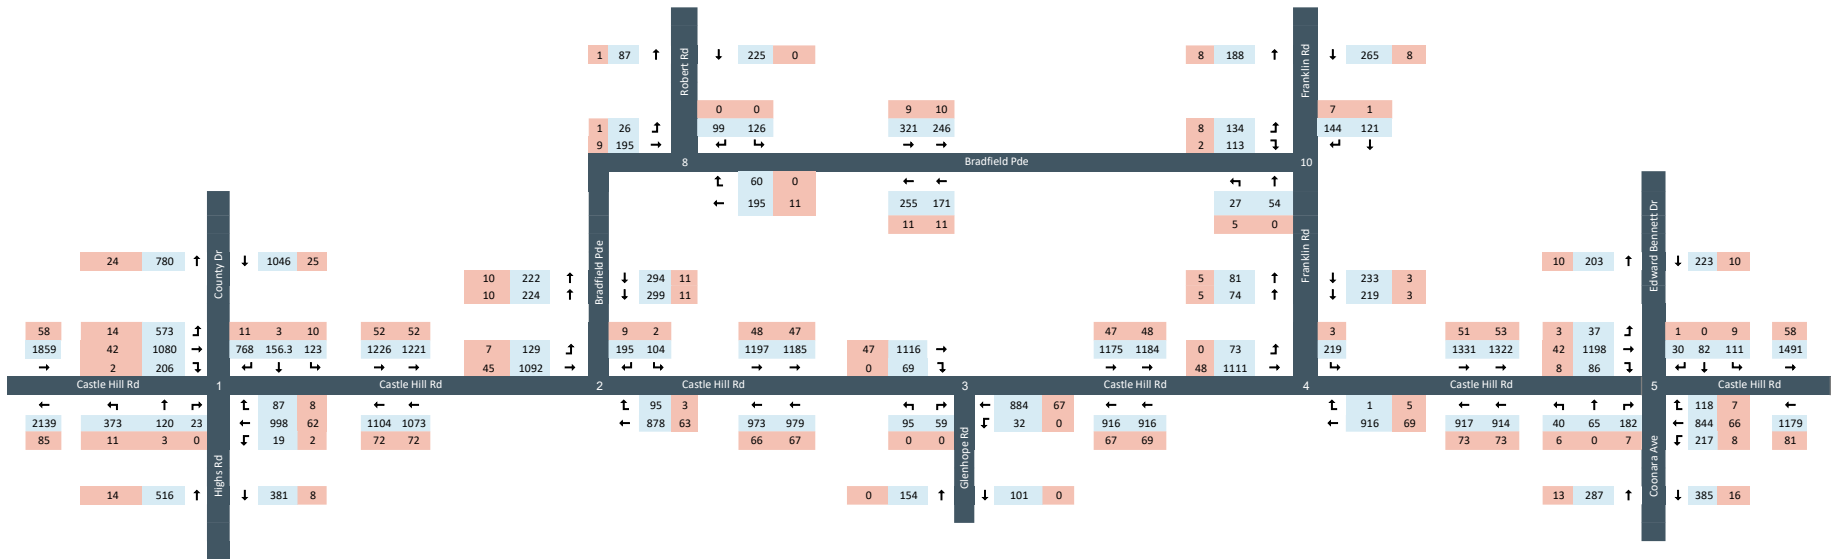 1 87 ↑ ↓ 225 0
8 188 ↑ ↓ 265 8
Robert Rd
Franklin Rd
0 0
9 10
7 1
1 26 99 126
321 246
8 134 144 121
9 195 →
→ →
2 113
8
Bradfield Pde
10
60 0
← ←
← 195 11
255 171
27 54
11 11
5 0
County Dr
Bradfield Pde
Franklin Rd
Edward Bennett Dr
24 780 ↑ ↓ 1046 25
10 222 ↑ ↓ 294 11
10 224 ↑ ↓ 299 11
5 81 ↑ ↓ 233 3
5 74 ↑ ↓ 219 3
10 203 ↑ ↓ 223 10
58 14 573 11 3 10 52 52 7 129 9 2 48 47 47 1116 → 47 48 0 73 3 51 53 3 37 1 0 9 58
1859 42 1080 → 768 156.3 123 1226 1221 195 104 1197 1185 0 69 1175 1184 219 1331 1322 42 1198 → 30 82 111 1491
→ 2 206 → → 45 1092 → → → → → 48 1111 → → → 8 86 →
Castle Hill Rd 1 Castle Hill Rd 2 Castle Hill Rd 3 Castle Hill Rd 4 Castle Hill Rd 5 Castle Hill Rd
← 87 8 ← ← 95 3 ← ← ← 884 67 ← ← 1 5 ← ← 118 7 ←
2139 373 120 23 ← 998 62 1104 1073 ← 878 63 973 979 95 59 32 0 916 916 ← 916 69 917 914 40 65 182 ← 844 66 1179
85 11 3 0 19 2 72 72 66 67 0 0 67 69 73 73 6 0 7 217 8 81
Highs Rd
Glenhope Rd
Coonara Ave
14 516 ↑ ↓ 381 8
0 154 ↑ ↓ 101 0
13 287 ↑ ↓ 385 16